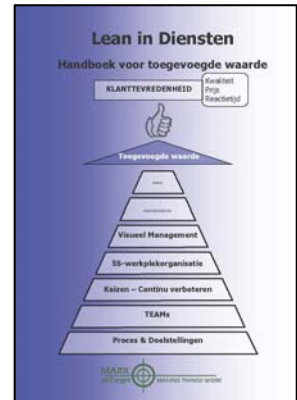 Lean in Diensten
Handboek voor toegevoegde waarde
KLANTTEVREDENHEID
Kwaliteit
Prijs
Reactietijd
Toegevoegde waarde
Visueel Management
5S-werkplekorganisatie
Kaizen – Continu verbeteren
TEAMs
Proces & Doelstellingen
MARK
MAKING THINGS WORK